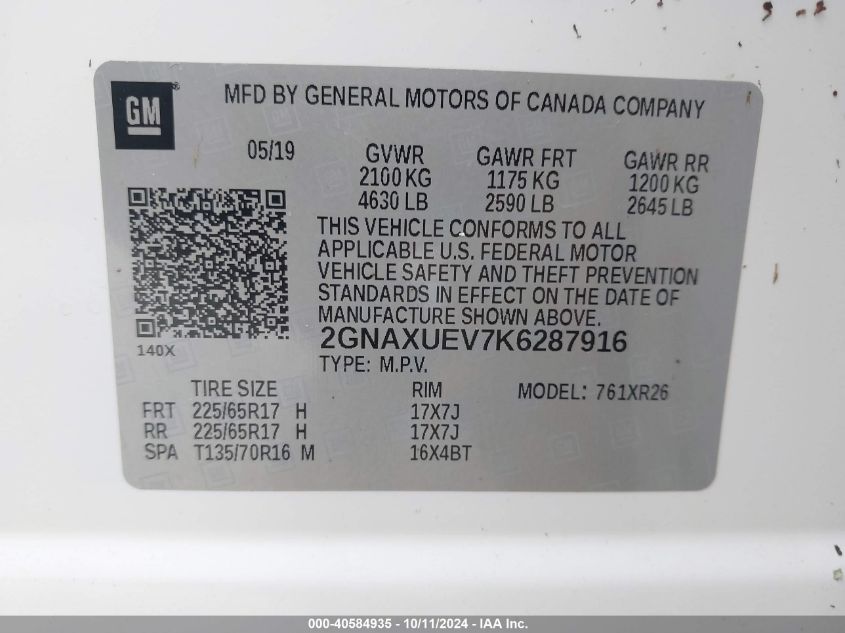 GM®
MFD BY GENERAL MOTORS OF CANADA COMPANY
05/19 GVWR GAWR FRT GAWR RR
2100 KG 1175 KG 1200 KG
4630 LB 2590 LB 2645 LB
THIS VEHICLE CONFORMS TO ALL
APPLICABLE U.S. FEDERAL MOTOR
VEHICLE SAFETY AND THEFT PREVENTION
STANDARDS IN EFFECT ON THE DATE OF
MANUFACTURE SHOWN ABOVE.
140X
2GNAXUEV7K6287916
TYPE: M.P.V.
TIRE SIZE RIM MODEL: 761XR26
FRT 225/65R17 H 17X7J
RR 225/65R17 H 17X7J
SPA T135/70R16 M 16X4BT
000-40584935 - 10/11/2024 - IAA Inc.